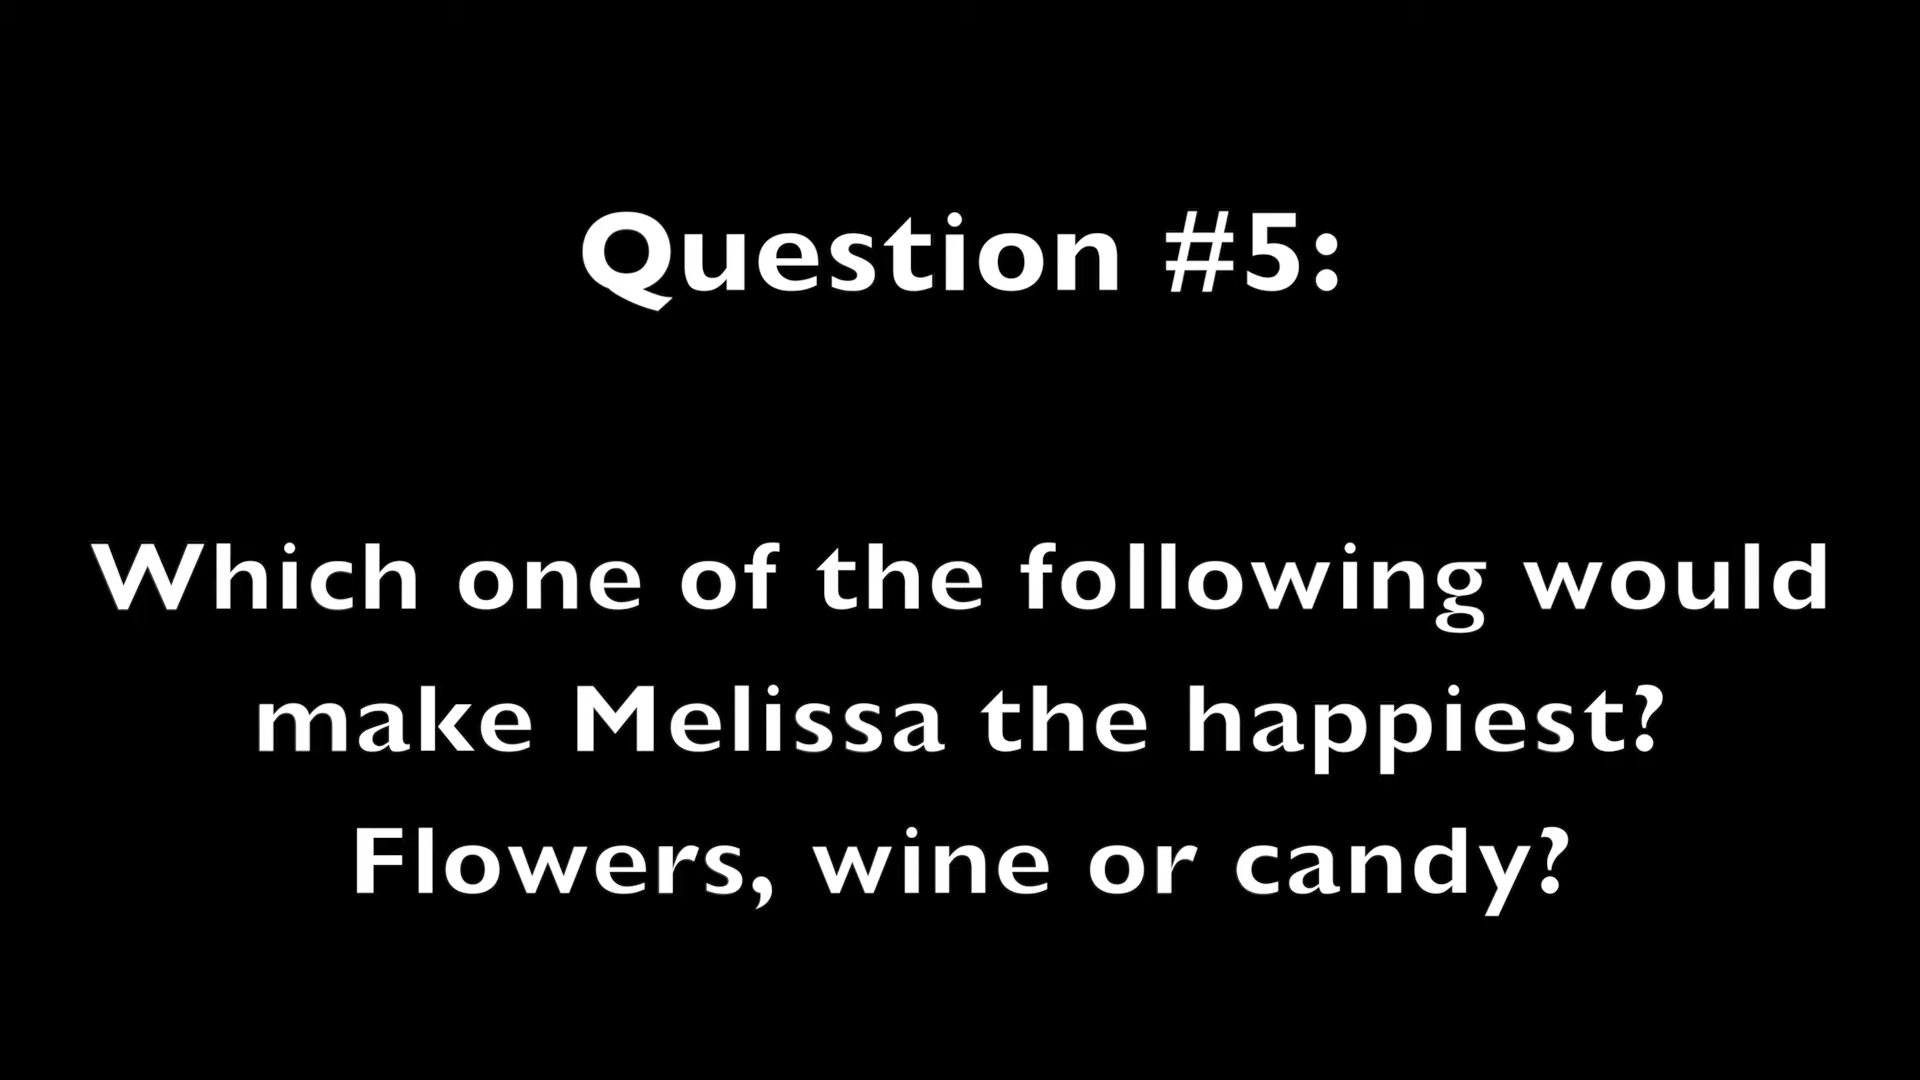 Question #5:
Which one of the following would
make Melissa the happiest?
Flowers, wine or candy?